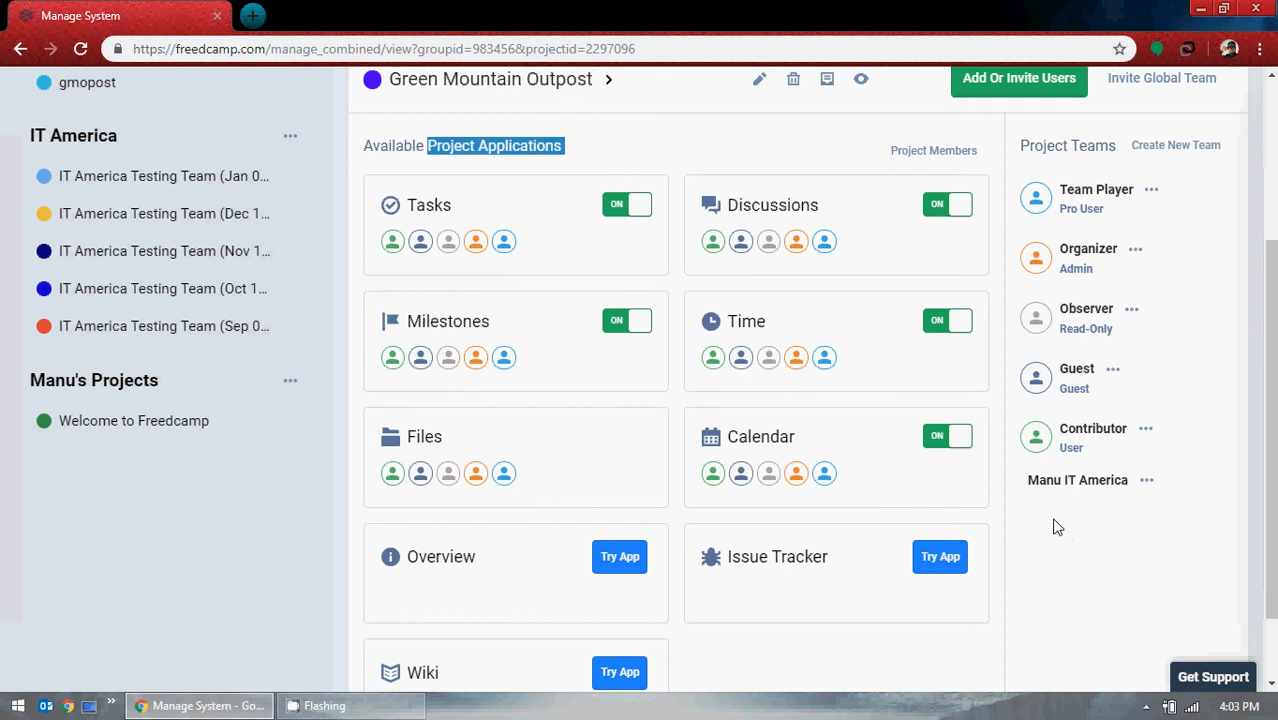 Manage System
https://freedcamp.com/manage_combined/view?groupid=983456&projectid=2297096
gmopost
IT America
IT America Testing Team (Jan 0...
IT America Testing Team (Dec 1...
IT America Testing Team (Nov 1...
IT America Testing Team (Oct 1...
IT America Testing Team (Sep 0...
Manu's Projects
Welcome to Freedcamp
Green Mountain Outpost
Add Or Invite Users
Invite Global Team
Available Project Applications
Project Members
Tasks
ON
Discussions
ON
Milestones
ON
Time
ON
Files
Calendar
ON
Overview
Try App
Issue Tracker
Try App
Wiki
Try App
Project Teams
Create New Team
Team Player
Pro User
Organizer
Admin
Observer
Read-Only
Guest
Guest
Contributor
User
Manu IT America
Get Support
Manage System - Go...
Flashing
4:03 PM